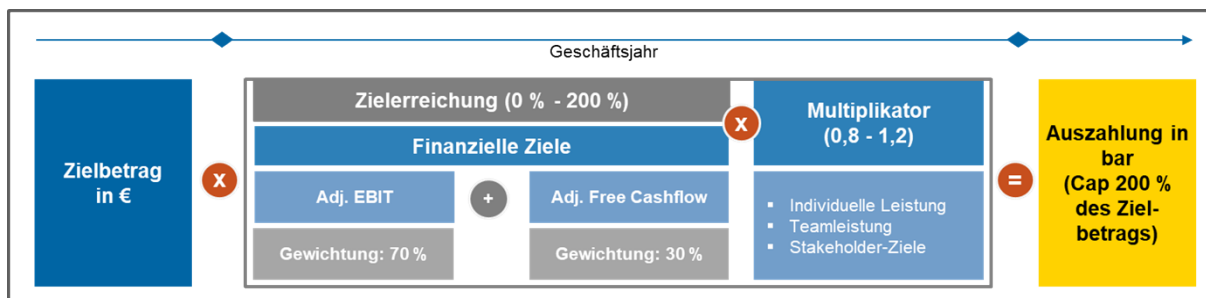 Geschäftsjahr
Zielbetrag
in €
x
Zielerreichung (0 % - 200 %)
Finanzielle Ziele
Adj. EBIT
+
Adj. Free Cashflow
Gewichtung: 70 %
Gewichtung: 30 %
x
Multiplikator
(0,8 - 1,2)
▪ Individuelle Leistung
▪ Teamleistung
▪ Stakeholder-Ziele
=
Auszahlung in
bar
(Cap 200 %
des Ziel-
betrags)